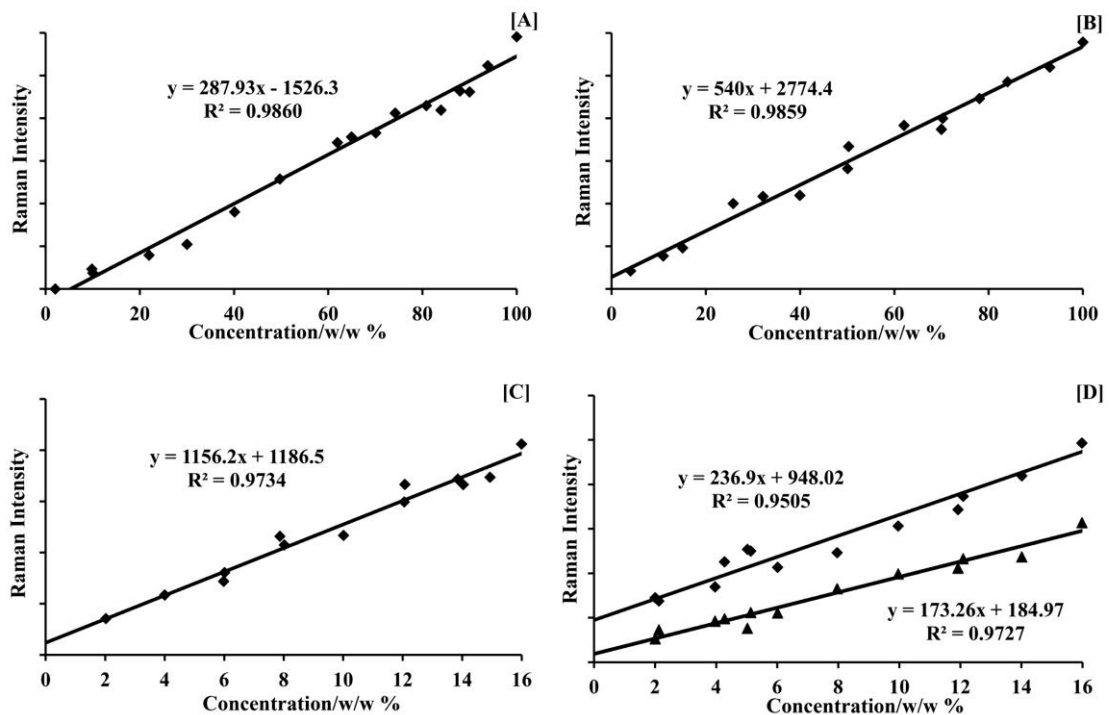 [A]
Raman Intensity
y = 287.93x - 1526.3
R² = 0.9860
0 20 40 60 80 100
Concentration/w/w %
[B]
Raman Intensity
y = 540x + 2774.4
R² = 0.9859
0 20 40 60 80 100
Concentration/w/w %
[C]
Raman Intensity
y = 1156.2x + 1186.5
R² = 0.9734
0 2 4 6 8 10 12 14 16
Concentration/w/w %
[D]
Raman Intensity
y = 236.9x + 948.02
R² = 0.9505
y = 173.26x + 184.97
R² = 0.9727
0 2 4 6 8 10 12 14 16
Concentration/w/w %